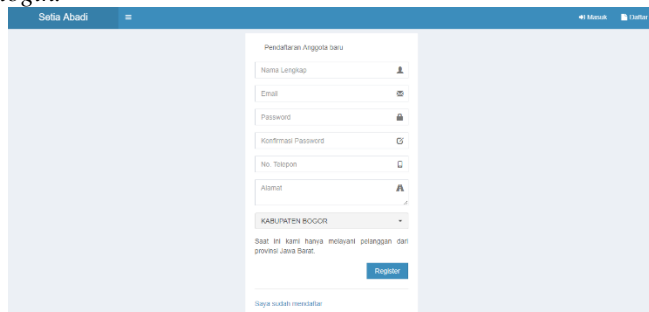 Setia Abadi
Masuk
Daftar
Pendaftaran Anggota baru
Nama Lengkap
Email
Password
Konfirmasi Password
No. Telepon
Alamat
KABUPATEN BOGOR
Saat ini kami hanya melayani pelanggan dari
provinsi Jawa Barat.
Register
Saya sudah mendaftar